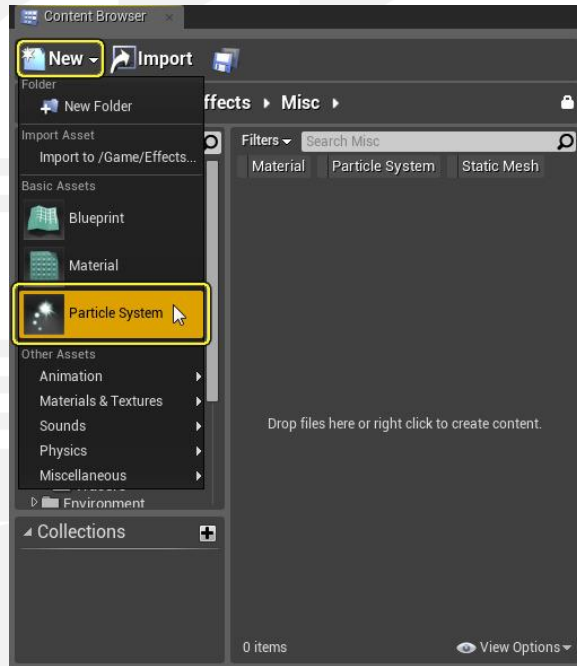 Content Browser
New Import
Folder
New Folder
ffects Misc
Import Asset
Import to /Game/Effects...
Filters Search Misc
Material Particle System Static Mesh
Basic Assets
Blueprint
Material
Particle System
Other Assets
Animation
Materials & Textures
Sounds
Physics
Miscellaneous
Drop files here or right click to create content.
Environment
Collections
0 items View Options